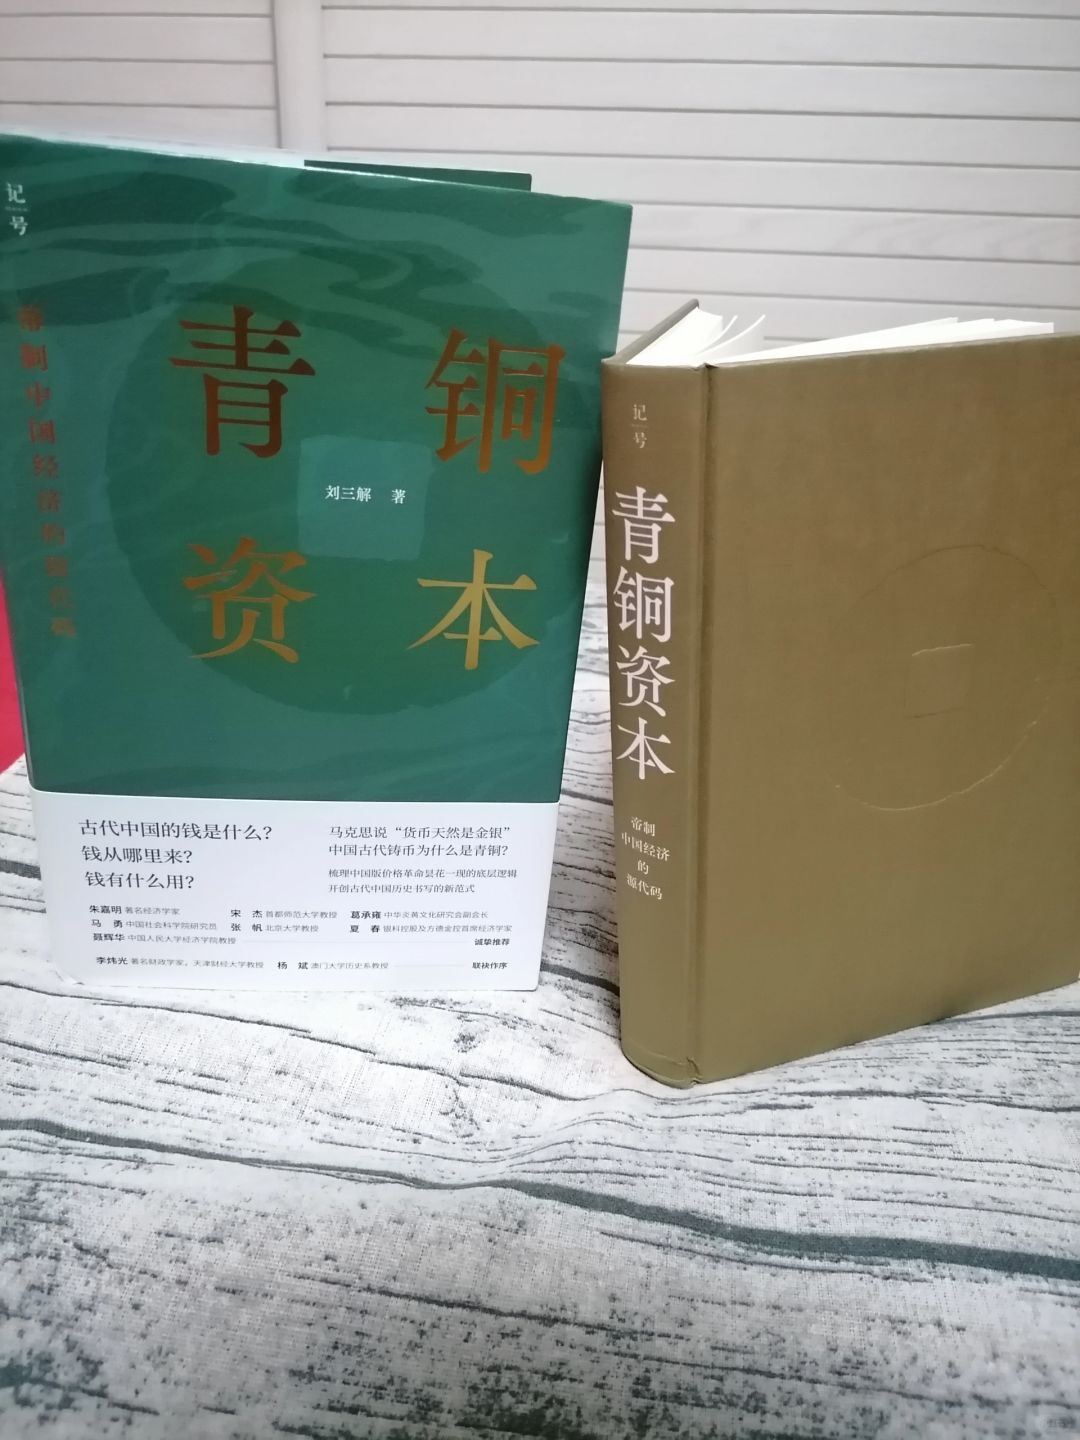 记号
帝制中国经济的源代码
青铜
刘三解 著
资本
古代中国的钱是什么？
钱从哪里来？
钱有什么用？
马克思说“货币天然是金银”
中国古代铸币为什么是青铜？
梳理中国版价格革命昙花一现的底层逻辑
开创古代中国历史书写的新范式
朱嘉明 著名经济学家
宋 杰 首都师范大学教授
葛承雍 中华炎黄文化研究会副会长
马 勇 中国社会科学院研究员
张 帆 北京大学教授
夏 春 银科控股及方德金控首席经济学家
聂辉华 中国人民大学经济学院教授
诚挚推荐
李炜光 著名财政学家，天津财经大学教授
杨 斌 澳门大学历史系教授
联袂作序
记号
青铜资本
帝制
中国经济
的
源代码